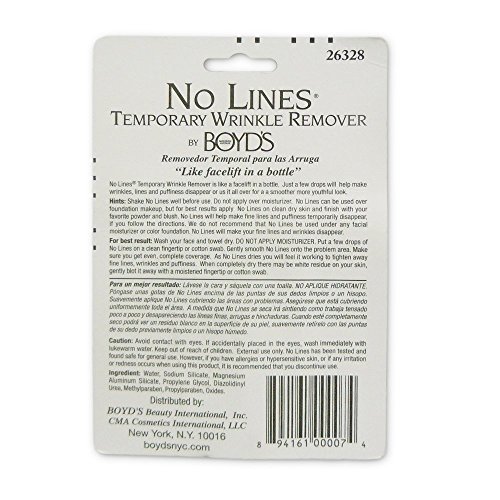 26328
NO LINES®
TEMPORARY WRINKLE REMOVER
BY BOYD'S
Removedor Temporal para las Arruga
"Like facelift in a bottle"
No Lines® Temporary Wrinkle Remover is like a facelift in a bottle. Just a few drops will help make
wrinkles, lines and puffiness disappear or us it all over for a smoother more youthful look.
Hints: Shake No Lines well before use. Do not apply over moisturizer. No Lines can be used over
foundation makeup, but for best results apply No Lines on clean dry skin and finish with your
favorite powder and blush. No Lines will help make fine lines and puffiness temporarily disappear,
if you follow the directions. We do not recommend that No Lines be used under any facial
moisturizer or color foundation. No Lines will make your fine lines and wrinkles disappear.
For best result: Wash your face and towel dry. DO NOT APPLY MOISTURIZER. Put a few drops of
No Lines on a clean fingertip or cotton swab. Gently smooth No Lines onto the problem area. Make
sure you get even, complete coverage. As No Lines dries you will feel it working to tighten away
fine lines, wrinkles and puffiness. When completely dry there may be white residue on your skin,
gently blot it away with a moistened fingertip or cotton swab.
Para un mejor resultado: Lávese la cara y séquela con una toalla. NO APLIQUE HIDRATANTE.
Póngase unas gotas de No Lines encima de las puntas de sus dedos limpios o un hisopo.
Suavemente aplique No Lines cubriendo las áreas con problemas. Asegúrese que está cubriendo
uniformemente toda el area. A medida que No Lines se seca irá sintiendo como trabaja tensando
poco a poco y desapareciendo las líneas finas, arrugas e hinchaduras. Cuando esté completamente
seco podrá ver un residuo blanco en la superficie de su piel, suavemente retírelo con las puntas de
su dedo previamente limpios o un hisopo húmedo.
Caution: Avoid contact with eyes. If accidentally placed in the eyes, wash immediately with
lukewarm water. Keep out of reach of children. External use only. No Lines has been tested and
found safe for general use. However, if you have allergies or hypersensitive skin, or if any irritation
or redness occurs when using this product, it is recommended that you discontinue use.
Ingredient: Water, Sodium Silicate, Magnesium
Aluminum Silicate, Propylene Glycol, Diazolidinyl
Urea, Methylparaben, Propylparaben, Oxides.
Distributed by:
BOYD'S Beauty International, Inc.
CMA Cosmetics International, LLC
New York, N.Y. 10016
boydsnyc.com
8 94161 00007 4